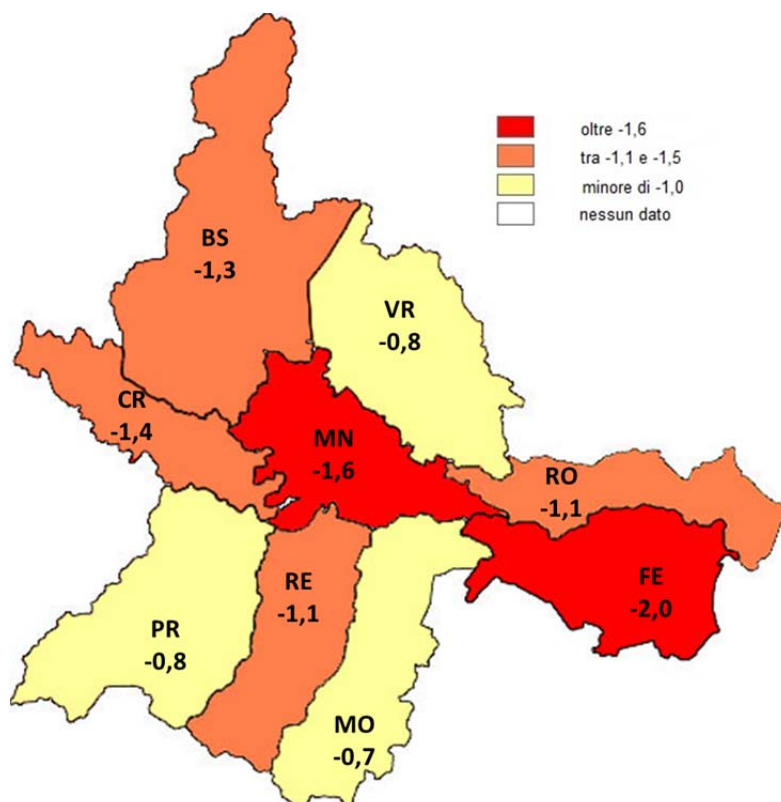 oltre -1,6
tra -1,1 e -1,5
minore di -1,0
nessun dato
BS
-1,3
VR
-0,8
CR
-1,4
MN
-1,6
RO
-1,1
FE
-2,0
RE
-1,1
PR
-0,8
MO
-0,7